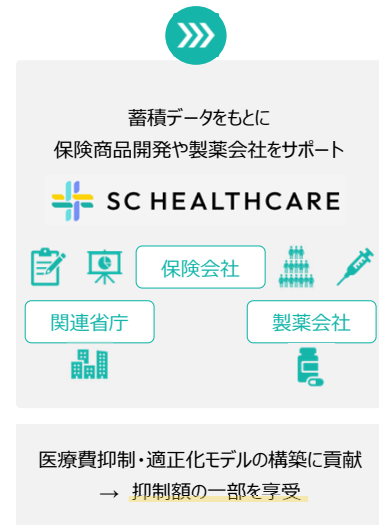 蓄積データをもとに
保険商品開発や製薬会社をサポート
SC HEALTHCARE
保険会社
関連省庁
製薬会社
医療費抑制・適正化モデルの構築に貢献
→ 抑制額の一部を享受